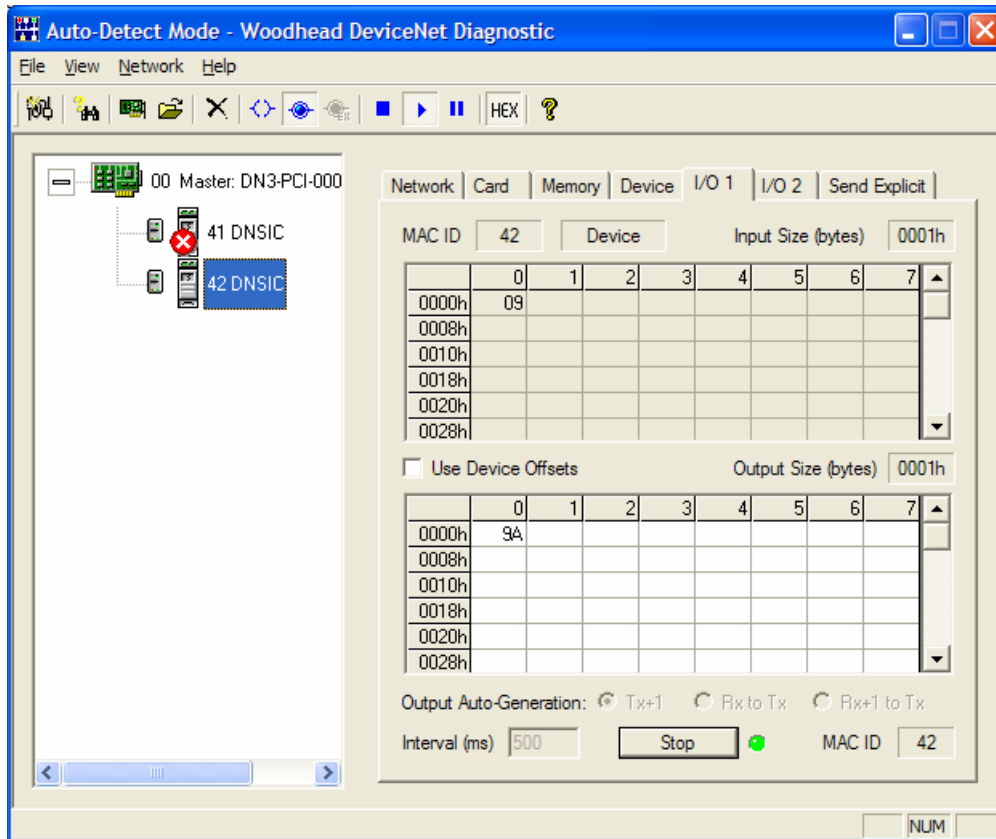 Auto-Detect Mode - Woodhead DeviceNet Diagnostic
File View Network Help
EX HEX ?
00 Master: DN3-PCI-000
41 DNSIC
42 DNSIC
Network Card Memory Device I/O 1 I/O 2 Send Explicit
MAC ID 42 Device Input Size (bytes) 0001h
0 1 2 3 4 5 6 7
0000h 09
0008h
0010h
0018h
0020h
0028h
Use Device Offsets Output Size (bytes) 0001h
0 1 2 3 4 5 6 7
0000h 9A
0008h
0010h
0018h
0020h
0028h
Output Auto-Generation: Tx+1 Rx to Tx Rx+1 to Tx
Interval (ms) 500 Stop MAC ID 42
NUM